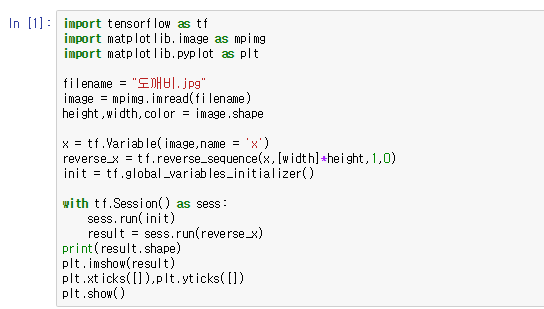 In [1]: import tensorflow as tf
import matplotlib.image as mpimg
import matplotlib.pyplot as plt
filename = "도깨비.jpg"
image = mpimg.imread(filename)
height,width,color = image.shape
x = tf.Variable(image,name = 'x')
reverse_x = tf.reverse_sequence(x,[width]*height,1,0)
init = tf.global_variables_initializer()
with tf.Session() as sess:
    sess.run(init)
    result = sess.run(reverse_x)
print(result.shape)
plt.imshow(result)
plt.xticks([]),plt.yticks([])
plt.show()